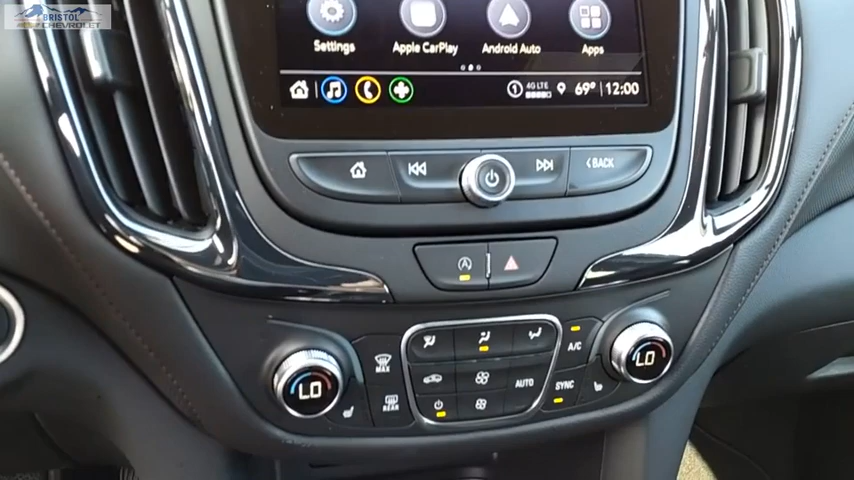 BRISTOL
CHEVROLET
Settings
Apple CarPlay
Android Auto
Apps
1 4G LTE 69° 12:00
BACK
A
MAX
REAR
A/C
AUTO
SYNC
LO
LO